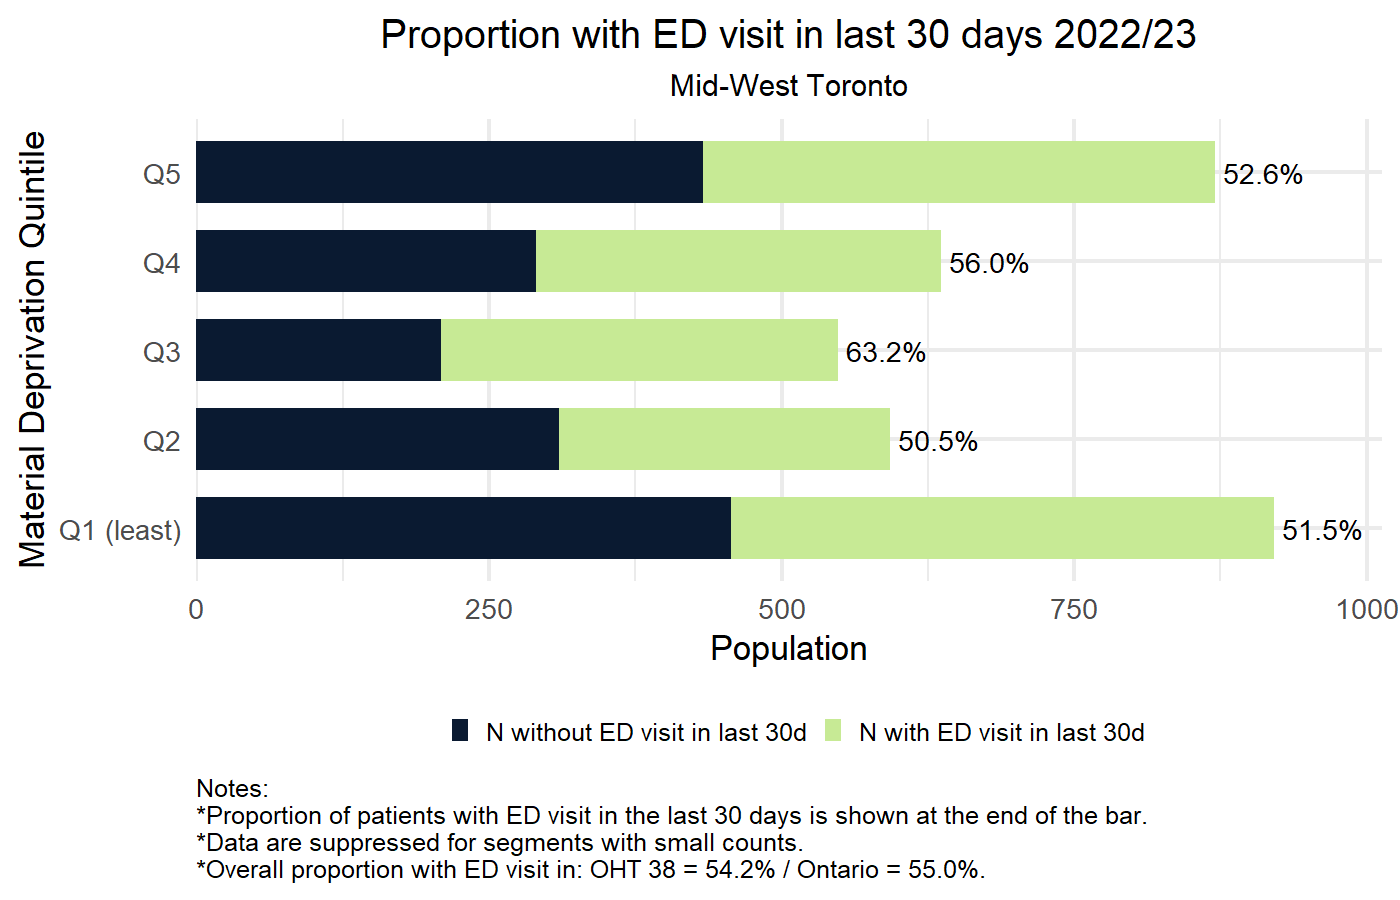 Proportion with ED visit in last 30 days 2022/23
Mid-West Toronto
Material Deprivation Quintile
Q5
52.6%
Q4
56.0%
Q3
63.2%
Q2
50.5%
Q1 (least)
51.5%
0 250 500 750 1000
Population
N without ED visit in last 30d N with ED visit in last 30d
Notes:
*Proportion of patients with ED visit in the last 30 days is shown at the end of the bar.
*Data are suppressed for segments with small counts.
*Overall proportion with ED visit in: OHT 38 = 54.2% / Ontario = 55.0%.